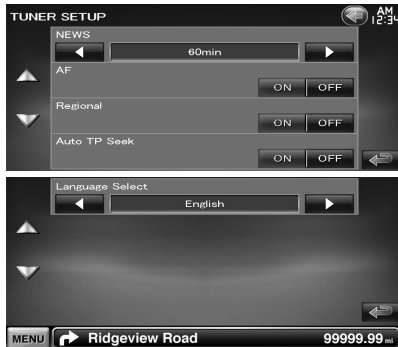 TUNER SETUP
AM
12:34
NEWS
60min
AF
ON OFF
Regional
ON OFF
Auto TP Seek
ON OFF
Language Select
English
MENU Ridgeview Road 99999.99 mi